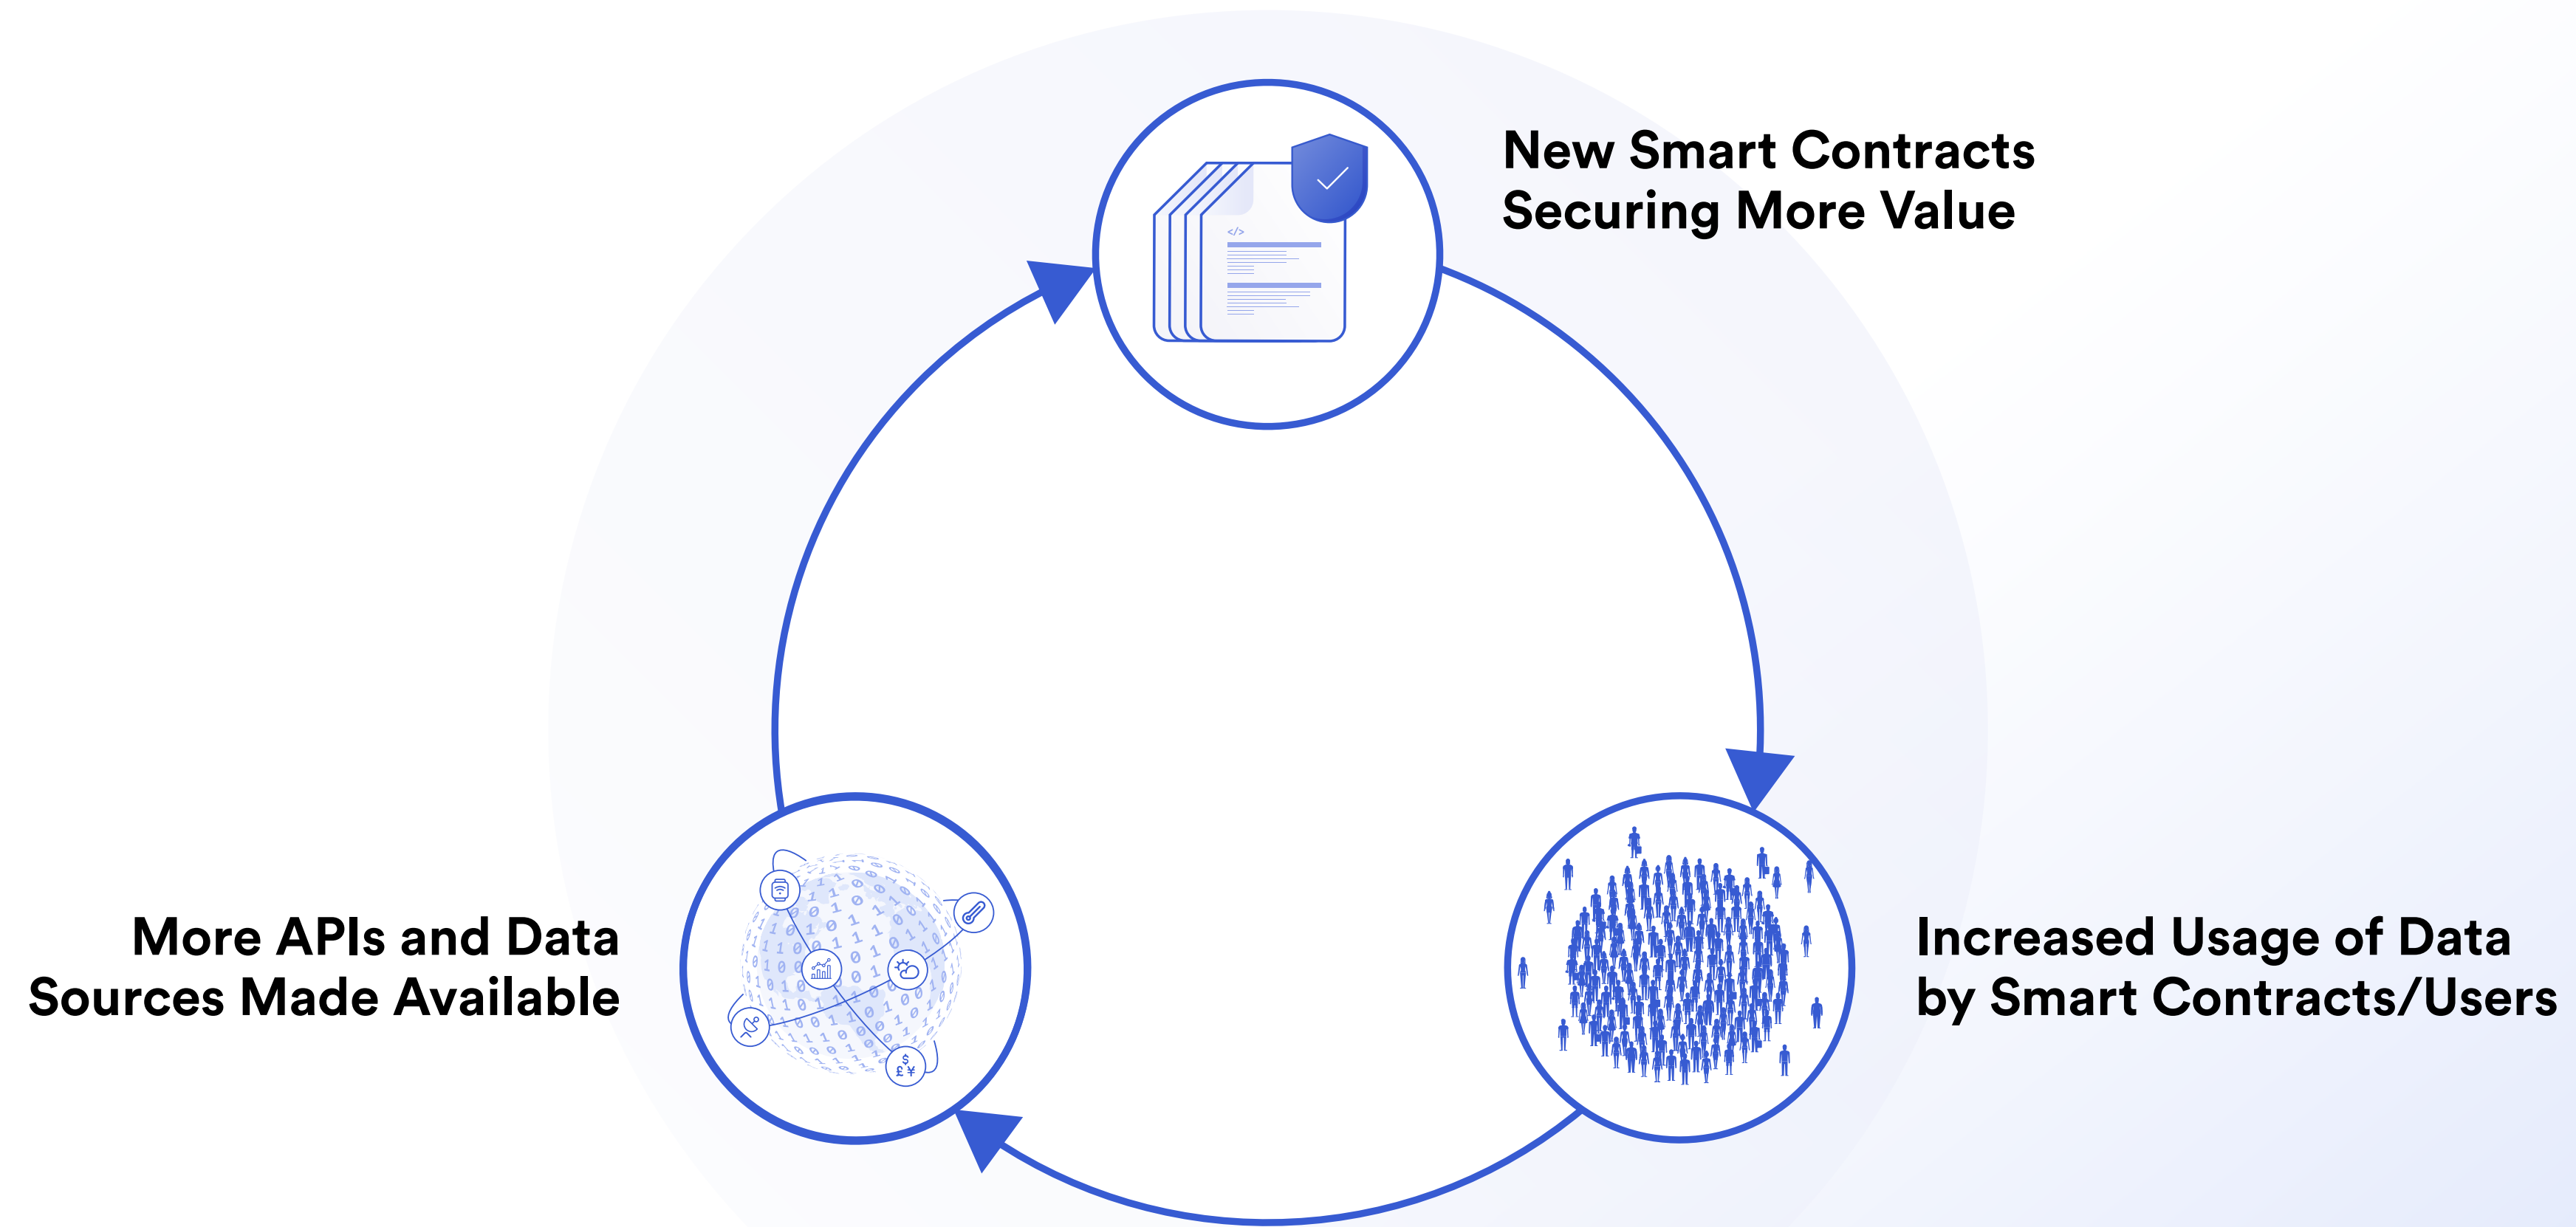 New Smart Contracts
Securing More Value
</>
More APIs and Data
Sources Made Available
$
£ ¥
Increased Usage of Data
by Smart Contracts/Users